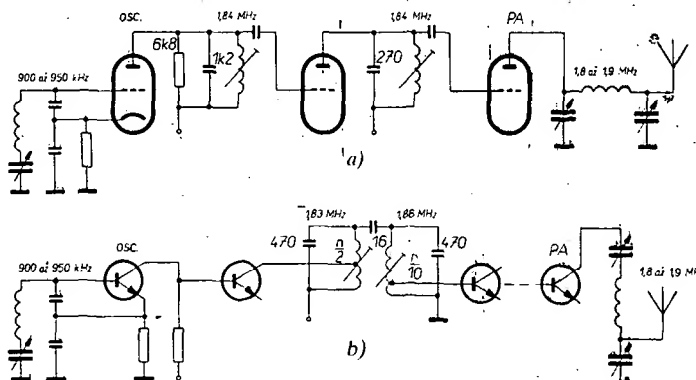 osc.
1,84 MHz
1,84 MHz
PA
6k8
1k2
270
900 až 950 kHz
1,8 až 1,9 MHz
a)
1,83 MHz
1,86 MHz
osc.
470
n/2
16
n/10
470
PA
900 až 950 kHz
1,8 až 1,9 M
b)